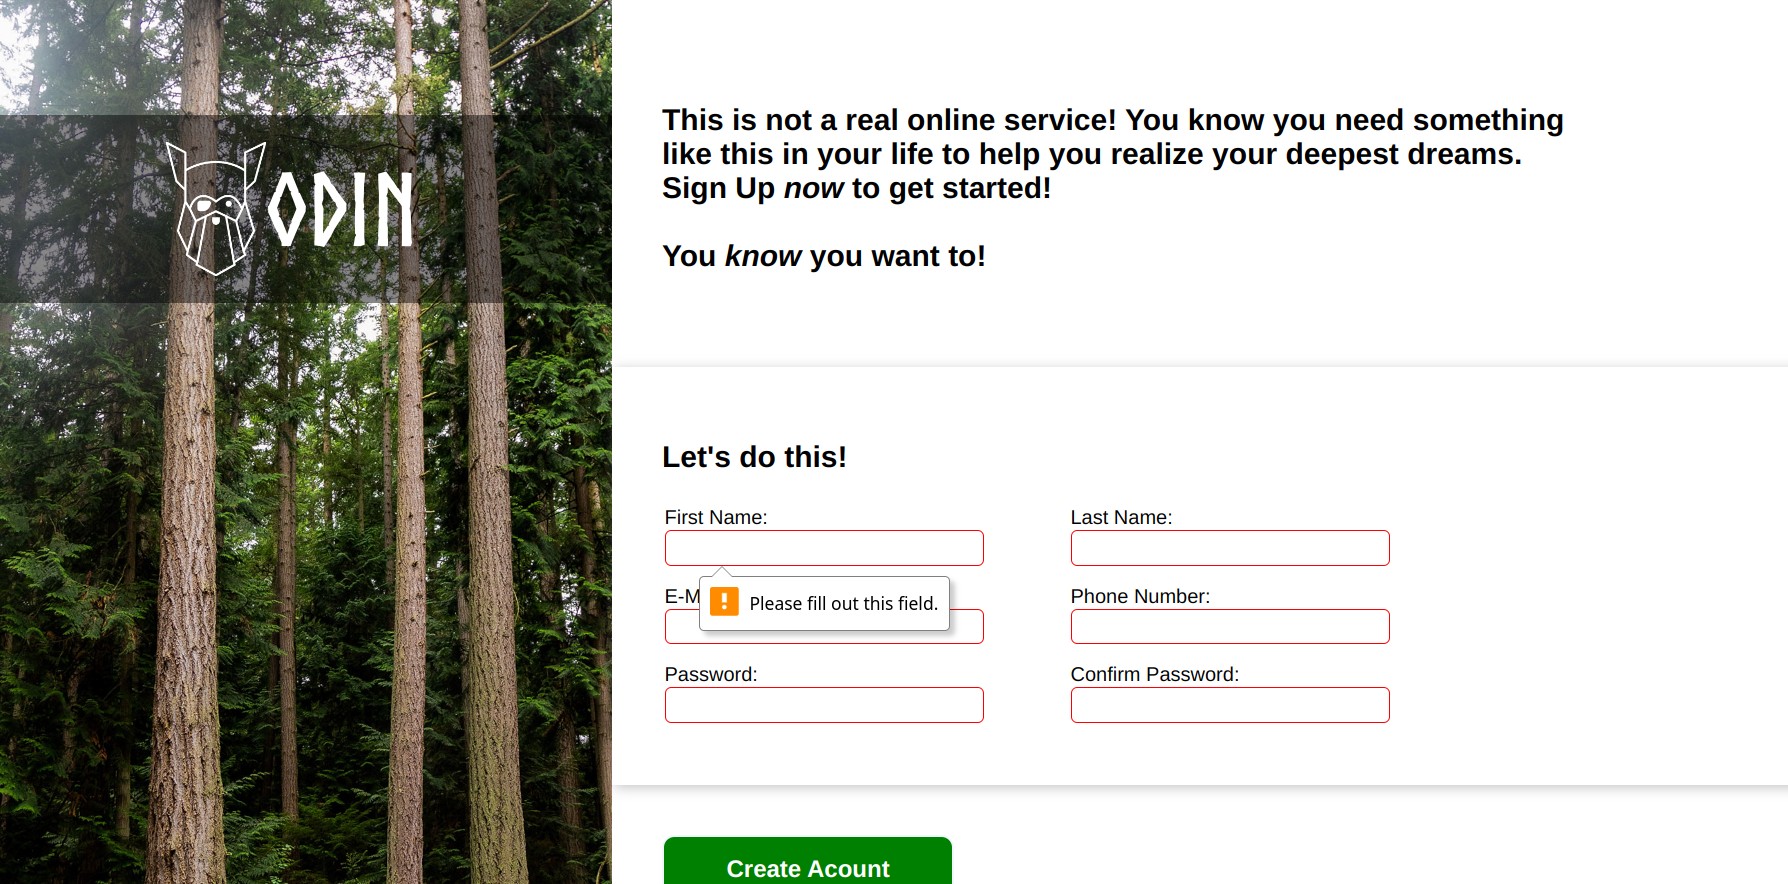 ODIN
This is not a real online service! You know you need something
like this in your life to help you realize your deepest dreams.
Sign Up now to get started!
You know you want to!
Let's do this!
First Name:
Last Name:
E-M
Please fill out this field.
Phone Number:
Password:
Confirm Password:
Create Acount